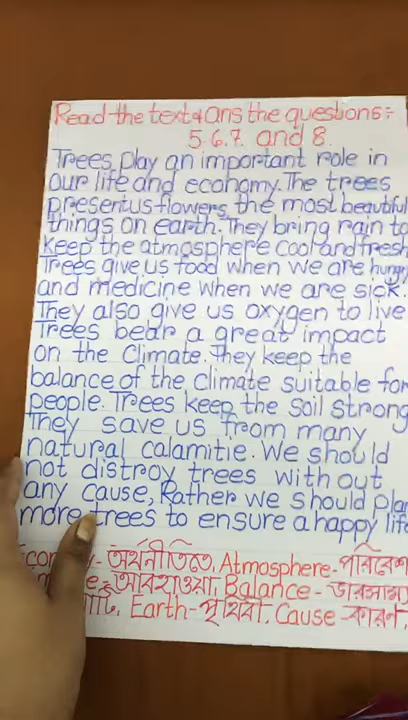 Read the text & ans the questions:-
5.6.7. and 8.
Trees play an important role in
our life and economy. The trees
present us flowers, the most beautiful
things on earth. They bring rain to
keep the atmosphere cool and fresh
Trees give us food when we are hungry
and medicine when we are sick.
They also give us oxygen to live
Trees bear a great impact
on the Climate. They keep the
balance of the climate suitable for
people. Trees keep the soil strong
They save us from many
natural calamitie. We should
not distroy trees with out
any cause, Rather we should plan
more trees to ensure a happy life
অর্থনীতিতে, Atmosphere- পরিবেশ
আবহাওয়া, Balance- ভারসাম্য
Earth- পৃথিবী, Cause কারণ,